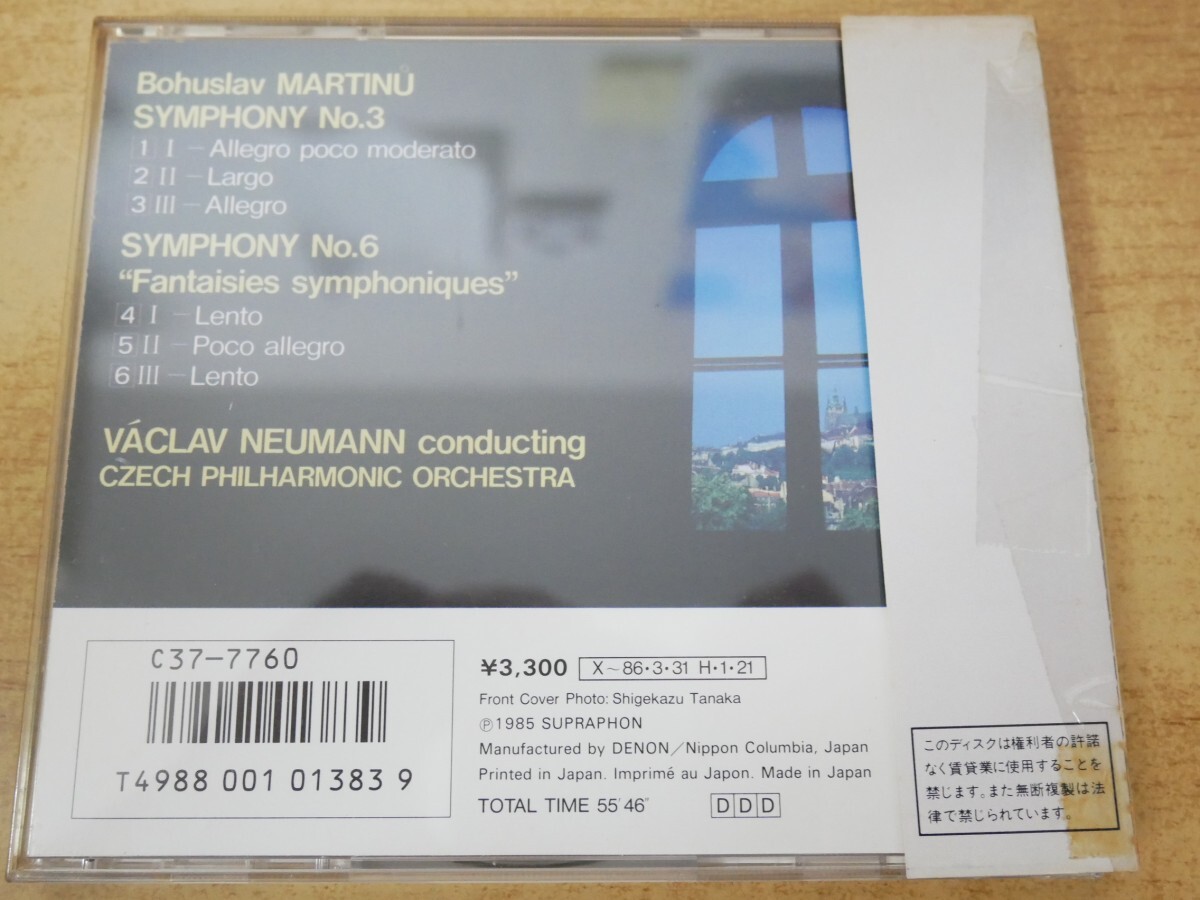 Bohuslav MARTINŮ
SYMPHONY No.3
1 I – Allegro poco moderato
2 II – Largo
3 III – Allegro
SYMPHONY No.6
“Fantaisies symphoniques”
4 I – Lento
5 II – Poco allegro
6 III – Lento
VÁCLAV NEUMANN conducting
CZECH PHILHARMONIC ORCHESTRA
C37-7760
T4988 001 01383 9
¥3,300 X～86・3・31 H・1・21
Front Cover Photo: Shigekazu Tanaka
℗1985 SUPRAPHON
Manufactured by DENON／Nippon Columbia, Japan
Printed in Japan. Imprimé au Japon. Made in Japan
TOTAL TIME 55′46″ DDD
このディスクは権利者の許諾
なく賃貸業に使用することを
禁じます。また無断複製は法
律で禁じられています。